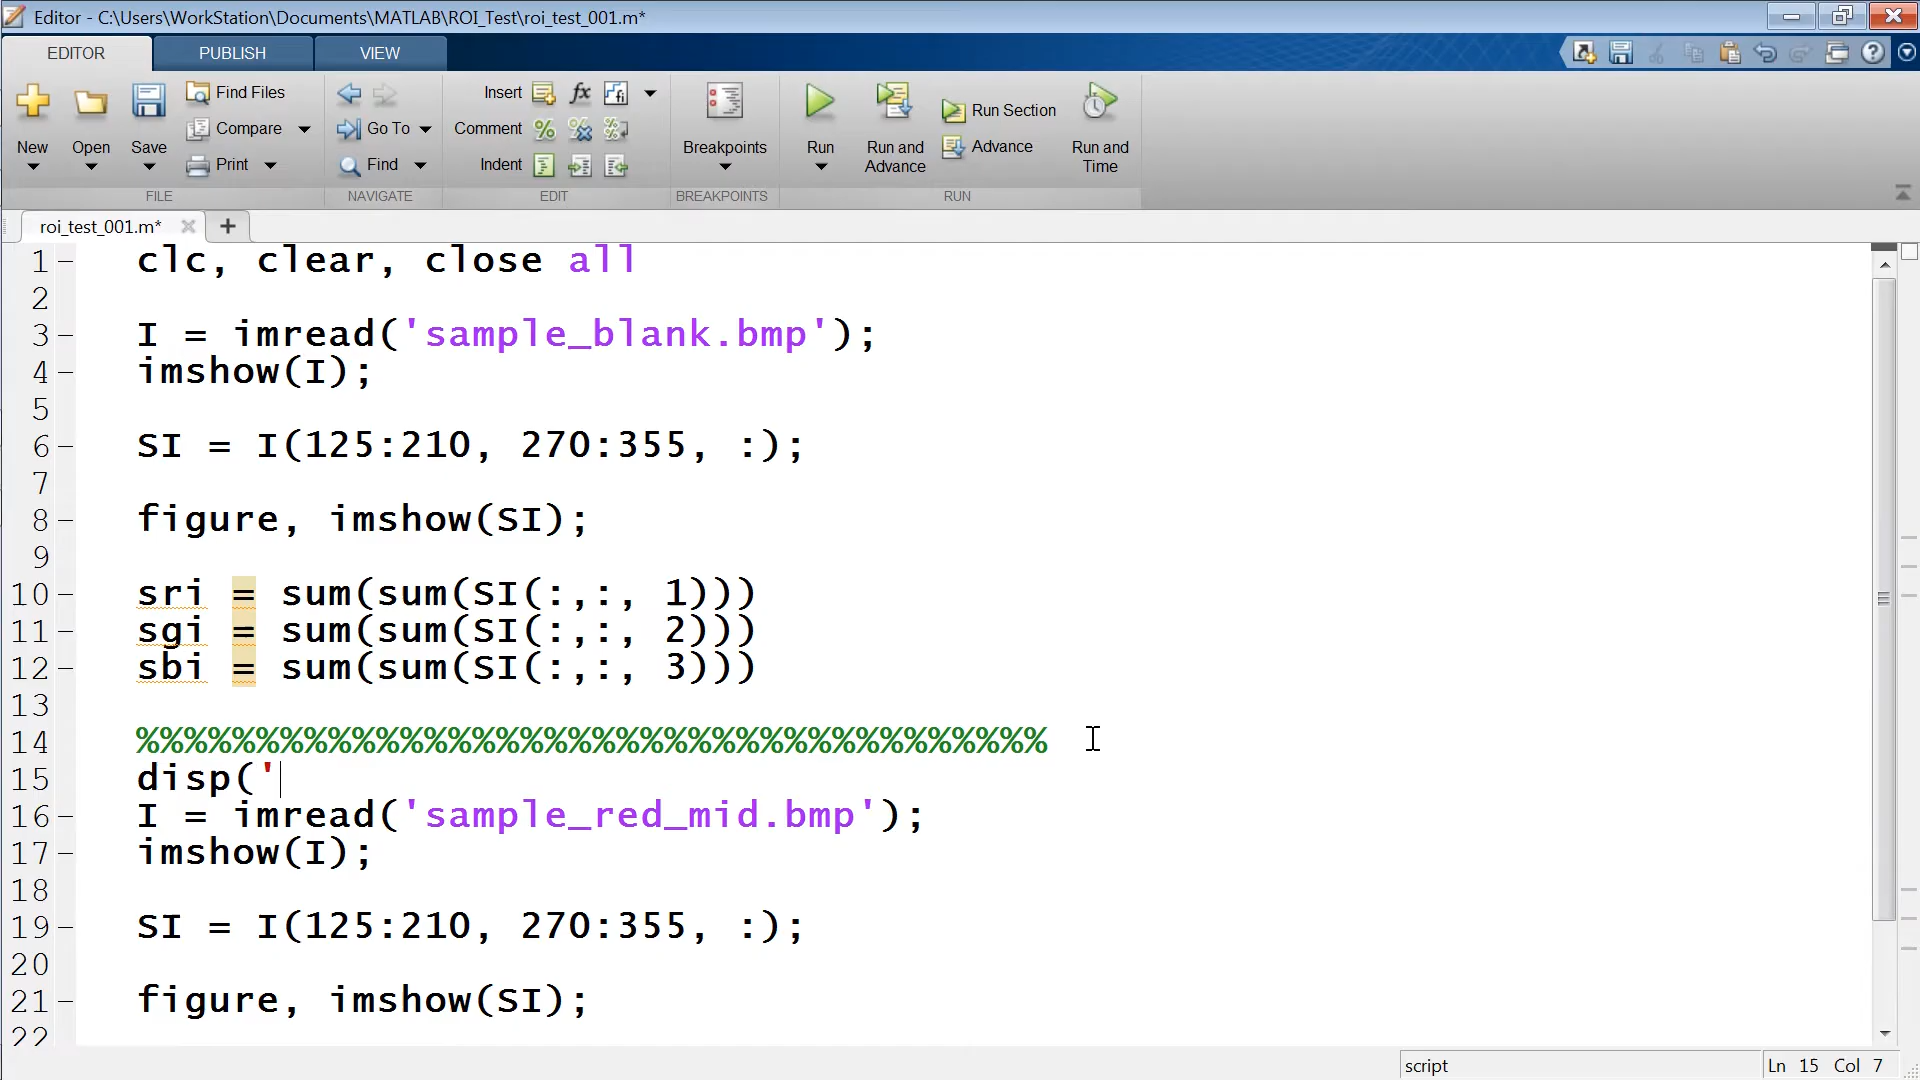 Editor - C:\Users\WorkStation\Documents\MATLAB\ROI_Test\roi_test_001.m*
EDITOR PUBLISH VIEW
New Open Save Find Files Compare Print
FILE
Go To Find
NAVIGATE
Insert fx
Comment
Indent
EDIT
Breakpoints
BREAKPOINTS
Run Run and Advance Run Section Advance Run and Time
RUN
roi_test_001.m*
1 clc, clear, close all
2
3 I = imread('sample_blank.bmp');
4 imshow(I);
5
6 SI = I(125:210, 270:355, :);
7
8 figure, imshow(SI);
9
10 sri = sum(sum(SI(:,:, 1)))
11 sgi = sum(sum(SI(:,:, 2)))
12 sbi = sum(sum(SI(:,:, 3)))
13
14 %%%%%%%%%%%%%%%%%%%%%%%%%%%%%%%%%%%%%%
15 disp('
16 I = imread('sample_red_mid.bmp');
17 imshow(I);
18
19 SI = I(125:210, 270:355, :);
20
21 figure, imshow(SI);
22
script Ln 15 Col 7